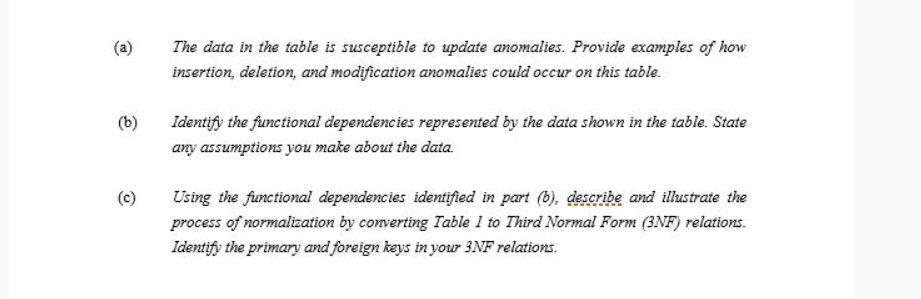 (a) The data in the table is susceptible to update anomalies. Provide examples of how
insertion, deletion, and modification anomalies could occur on this table.
(b) Identify the functional dependencies represented by the data shown in the table. State
any assumptions you make about the data.
(c) Using the functional dependencies identified in part (b), describe and illustrate the
process of normalization by converting Table 1 to Third Normal Form (3NF) relations.
Identify the primary and foreign keys in your 3NF relations.